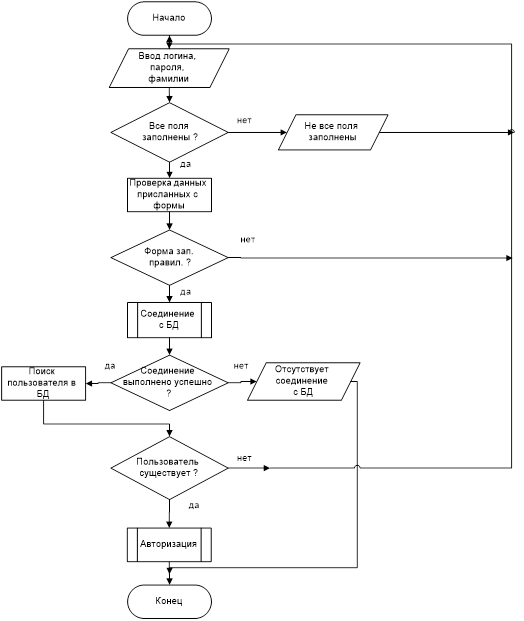 Начало
Ввод логина,
пароля,
фамилии
Все поля
заполнены ?
нет
Не все поля
заполнены
да
Проверка данных
присланных с
формы
Форма зап.
правил. ?
нет
да
Соединение
с БД
Соединение
выполнено успешно
?
да
Поиск
пользователя в
БД
нет
Отсутствует
соединение
с БД
Пользователь
существует ?
нет
да
Авторизация
Конец